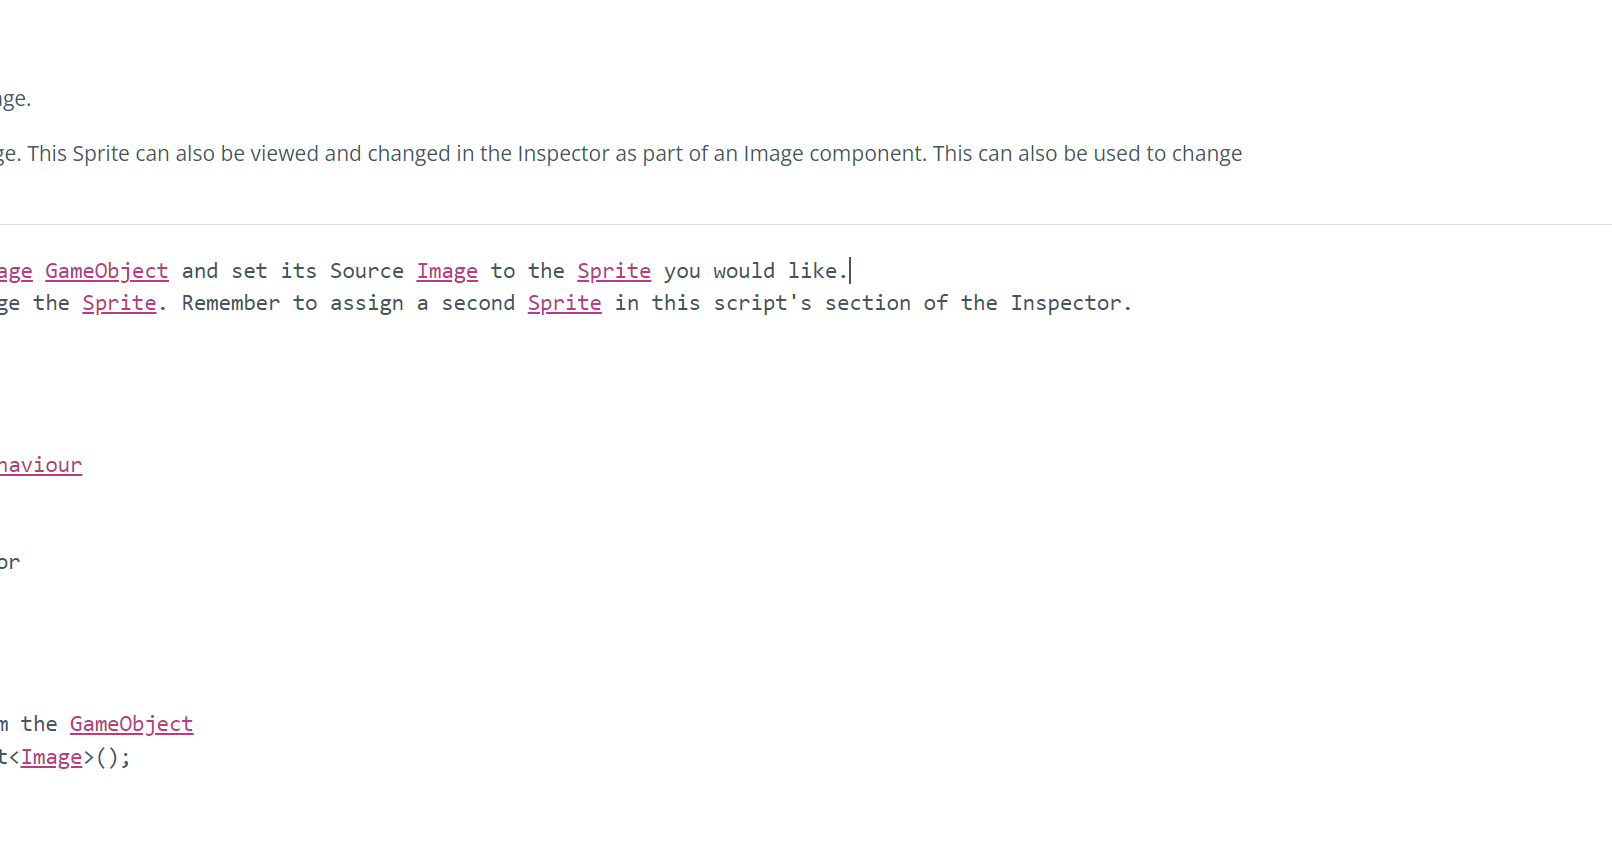 ge.
ge. This Sprite can also be viewed and changed in the Inspector as part of an Image component. This can also be used to change
age GameObject and set its Source Image to the Sprite you would like.
ge the Sprite. Remember to assign a second Sprite in this script's section of the Inspector.
haviour
or
m the GameObject
t<Image>();